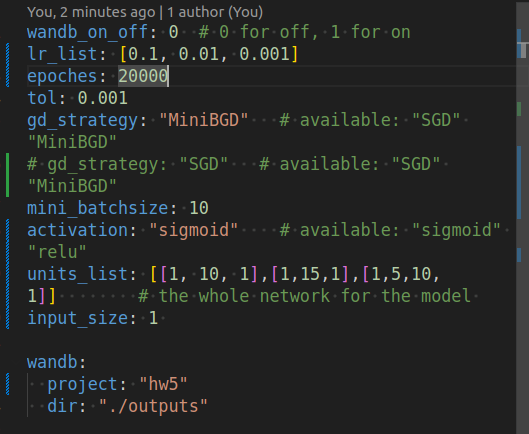 You, 2 minutes ago | 1 author (You)
wandb_on_off: 0  # 0 for off, 1 for on
lr_list: [0.1, 0.01, 0.001]
epoches: 20000
tol: 0.001
gd_strategy: "MiniBGD"   # available: "SGD"
"MiniBGD"
# gd_strategy: "SGD"   # available: "SGD"
"MiniBGD"
mini_batchsize: 10
activation: "sigmoid"    # available: "sigmoid"
"relu"
units_list: [[1, 10, 1],[1,15,1],[1,5,10,
1]]        # the whole network for the model
input_size: 1
wandb:
  project: "hw5"
  dir: "./outputs"